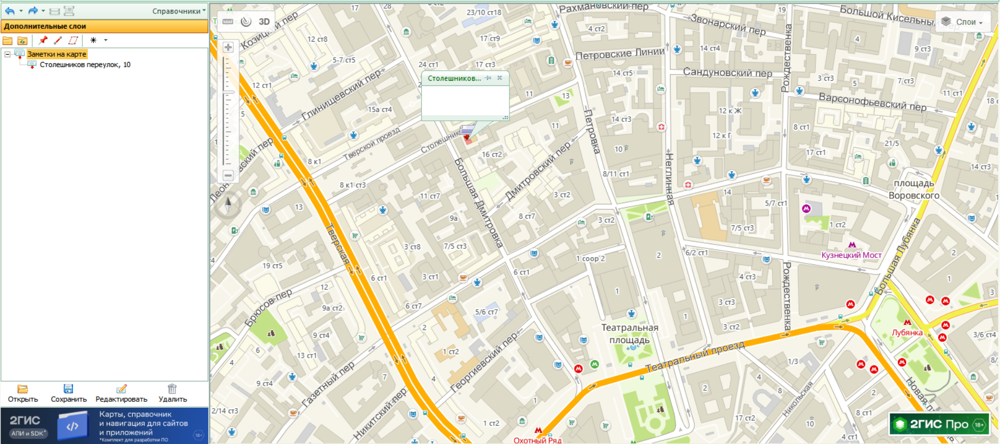 Справочники
Дополнительные слои
Заметки на карте
Столешников переулок, 10
Открыть
Сохранить
Редактировать
Удалить
2ГИС
АПИ и SDK*
Карты, справочник
и навигация для сайтов
и приложений
*Комплект для разработки ПО
18+
3D
Слои
Столешников...
17
28
23/10 ст18
Рахмановский пер
19
Большой Кисельный пер
Звонарский пер
4 ст2
12 ст8
17 ст9
4
9 ст3
14 ст4
Петровские Линии
5-7 ст5
24 ст1
17 ст3
14 ст5
Сандуновский пер
Рождественка
3 ст3
5
7 ст3
12 ст1
11
13
11 ст1
Варсонофьевский пер
Глинищевский пер
15а ст4
12 к Ж
5
14 ст3
8 ст1
11
Петровка
12 к Г
21/5
Тверской проезд
16 ст2
10
17 ст1
8 к1
14 ст3
Неглинная
8/11 ст1
8 к1 ст3
Большая Дмитровка
Дмитровский пер
площадь
Воровского
3 ст2
14
11 ст7
5/7 ст1
13
9а
8 ст7
3 ст2
7/5 ст3
1 ст2
Тверская
Большая Лубянка
3 ст8
7/5 ст3
Кузнецкий Мост
1 соор 2
2
6/2 ст1
2
19 ст5
6 ст1
3 ст1
6 ст1
4 ст3
Рождественка
1
12
1
3
Брюсов пер
9а ст2
6 ст7
5/6 ст7
3 ст3
1
2
Театральная
площадь
3 ст2
Лубянка
3/6 ст4
9 ст4
6
13 ст1
4
1 ст2
Театральный проезд
1/3
Георгиевский пер
Газетный пер
7
4
9 ст4
2
4
8
2
Никольская
1
2/14 ст3
Никитский пер
1 ст2
17 ст2
10
8 ст1
4 ст1
Охотный Ряд
2ГИС Про
18+